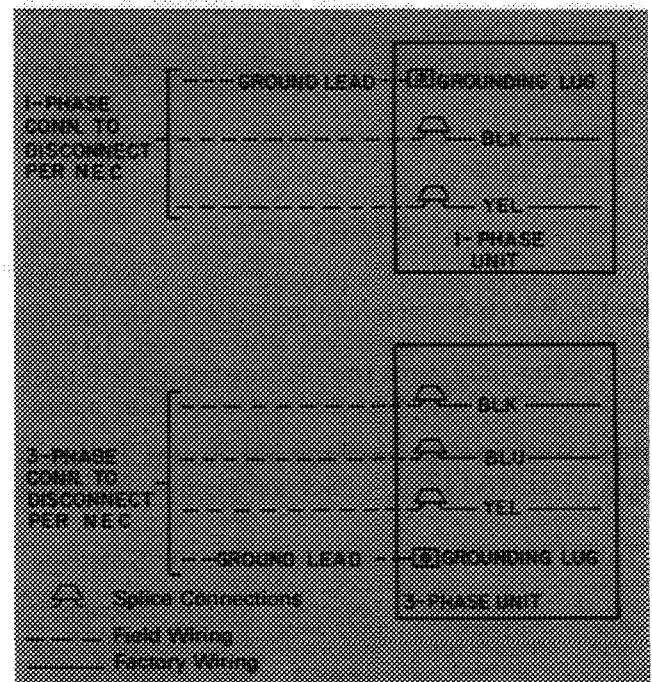 GROUND LEAD GROUNDING LUG
1-PHASE
CONN. TO
DISCONNECT
PER N.E.C.
BLK
YEL
1-PHASE
UNIT
BLK
3-PHASE
CONN. TO
DISCONNECT
PER N E C
BLU
YEL
GROUND LEAD GROUNDING LUG
3-PHASE UNIT
Splice Connections
Field Wiring
Factory Wiring